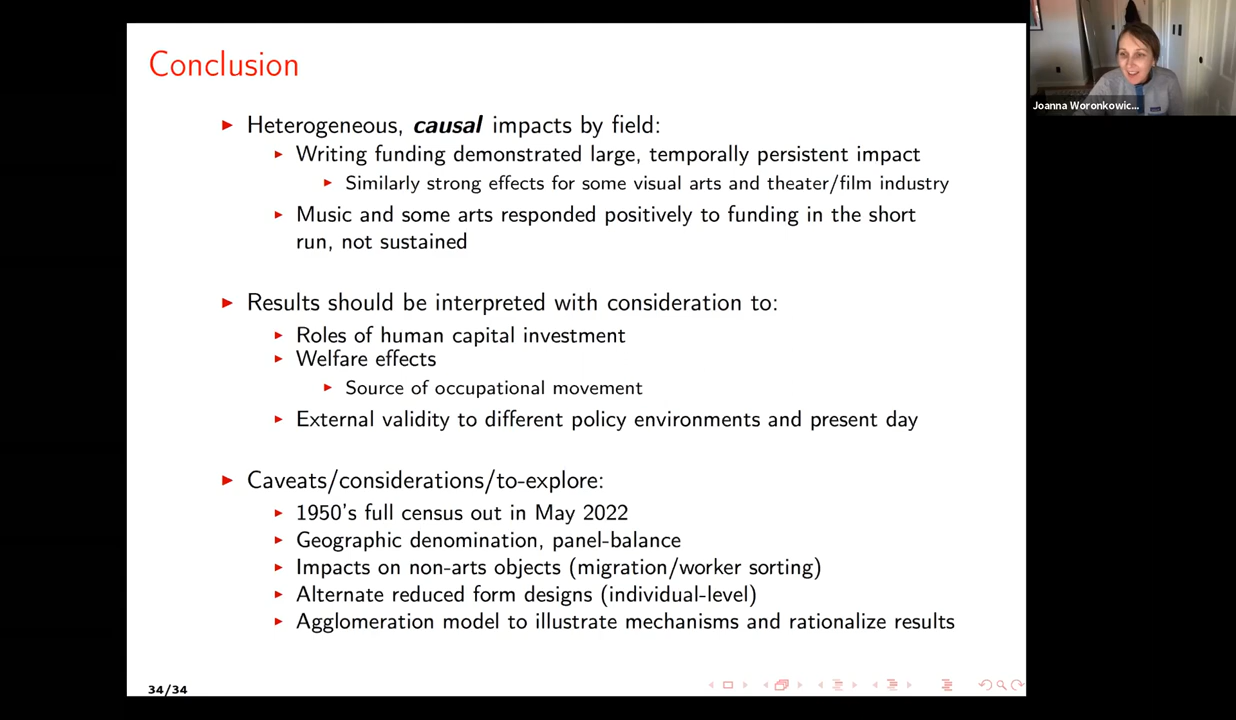 Conclusion
Heterogeneous, causal impacts by field:
Writing funding demonstrated large, temporally persistent impact
Similarly strong effects for some visual arts and theater/film industry
Music and some arts responded positively to funding in the short
run, not sustained
Results should be interpreted with consideration to:
Roles of human capital investment
Welfare effects
Source of occupational movement
External validity to different policy environments and present day
Caveats/considerations/to-explore:
1950's full census out in May 2022
Geographic denomination, panel-balance
Impacts on non-arts objects (migration/worker sorting)
Alternate reduced form designs (individual-level)
Agglomeration model to illustrate mechanisms and rationalize results
34/34
Joanna Woronkowic...